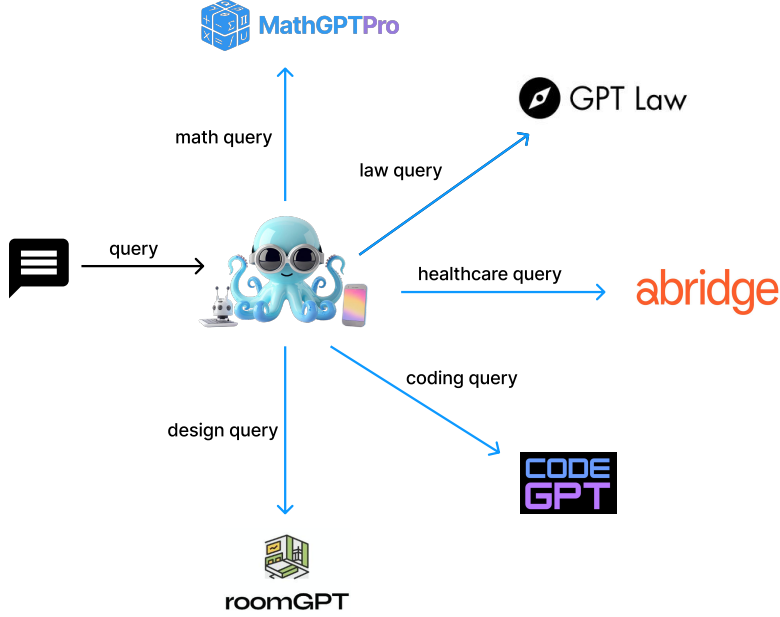 MathGPTPro
GPT Law
math query
law query
query
healthcare query
abridge
coding query
design query
CODE
GPT
roomGPT